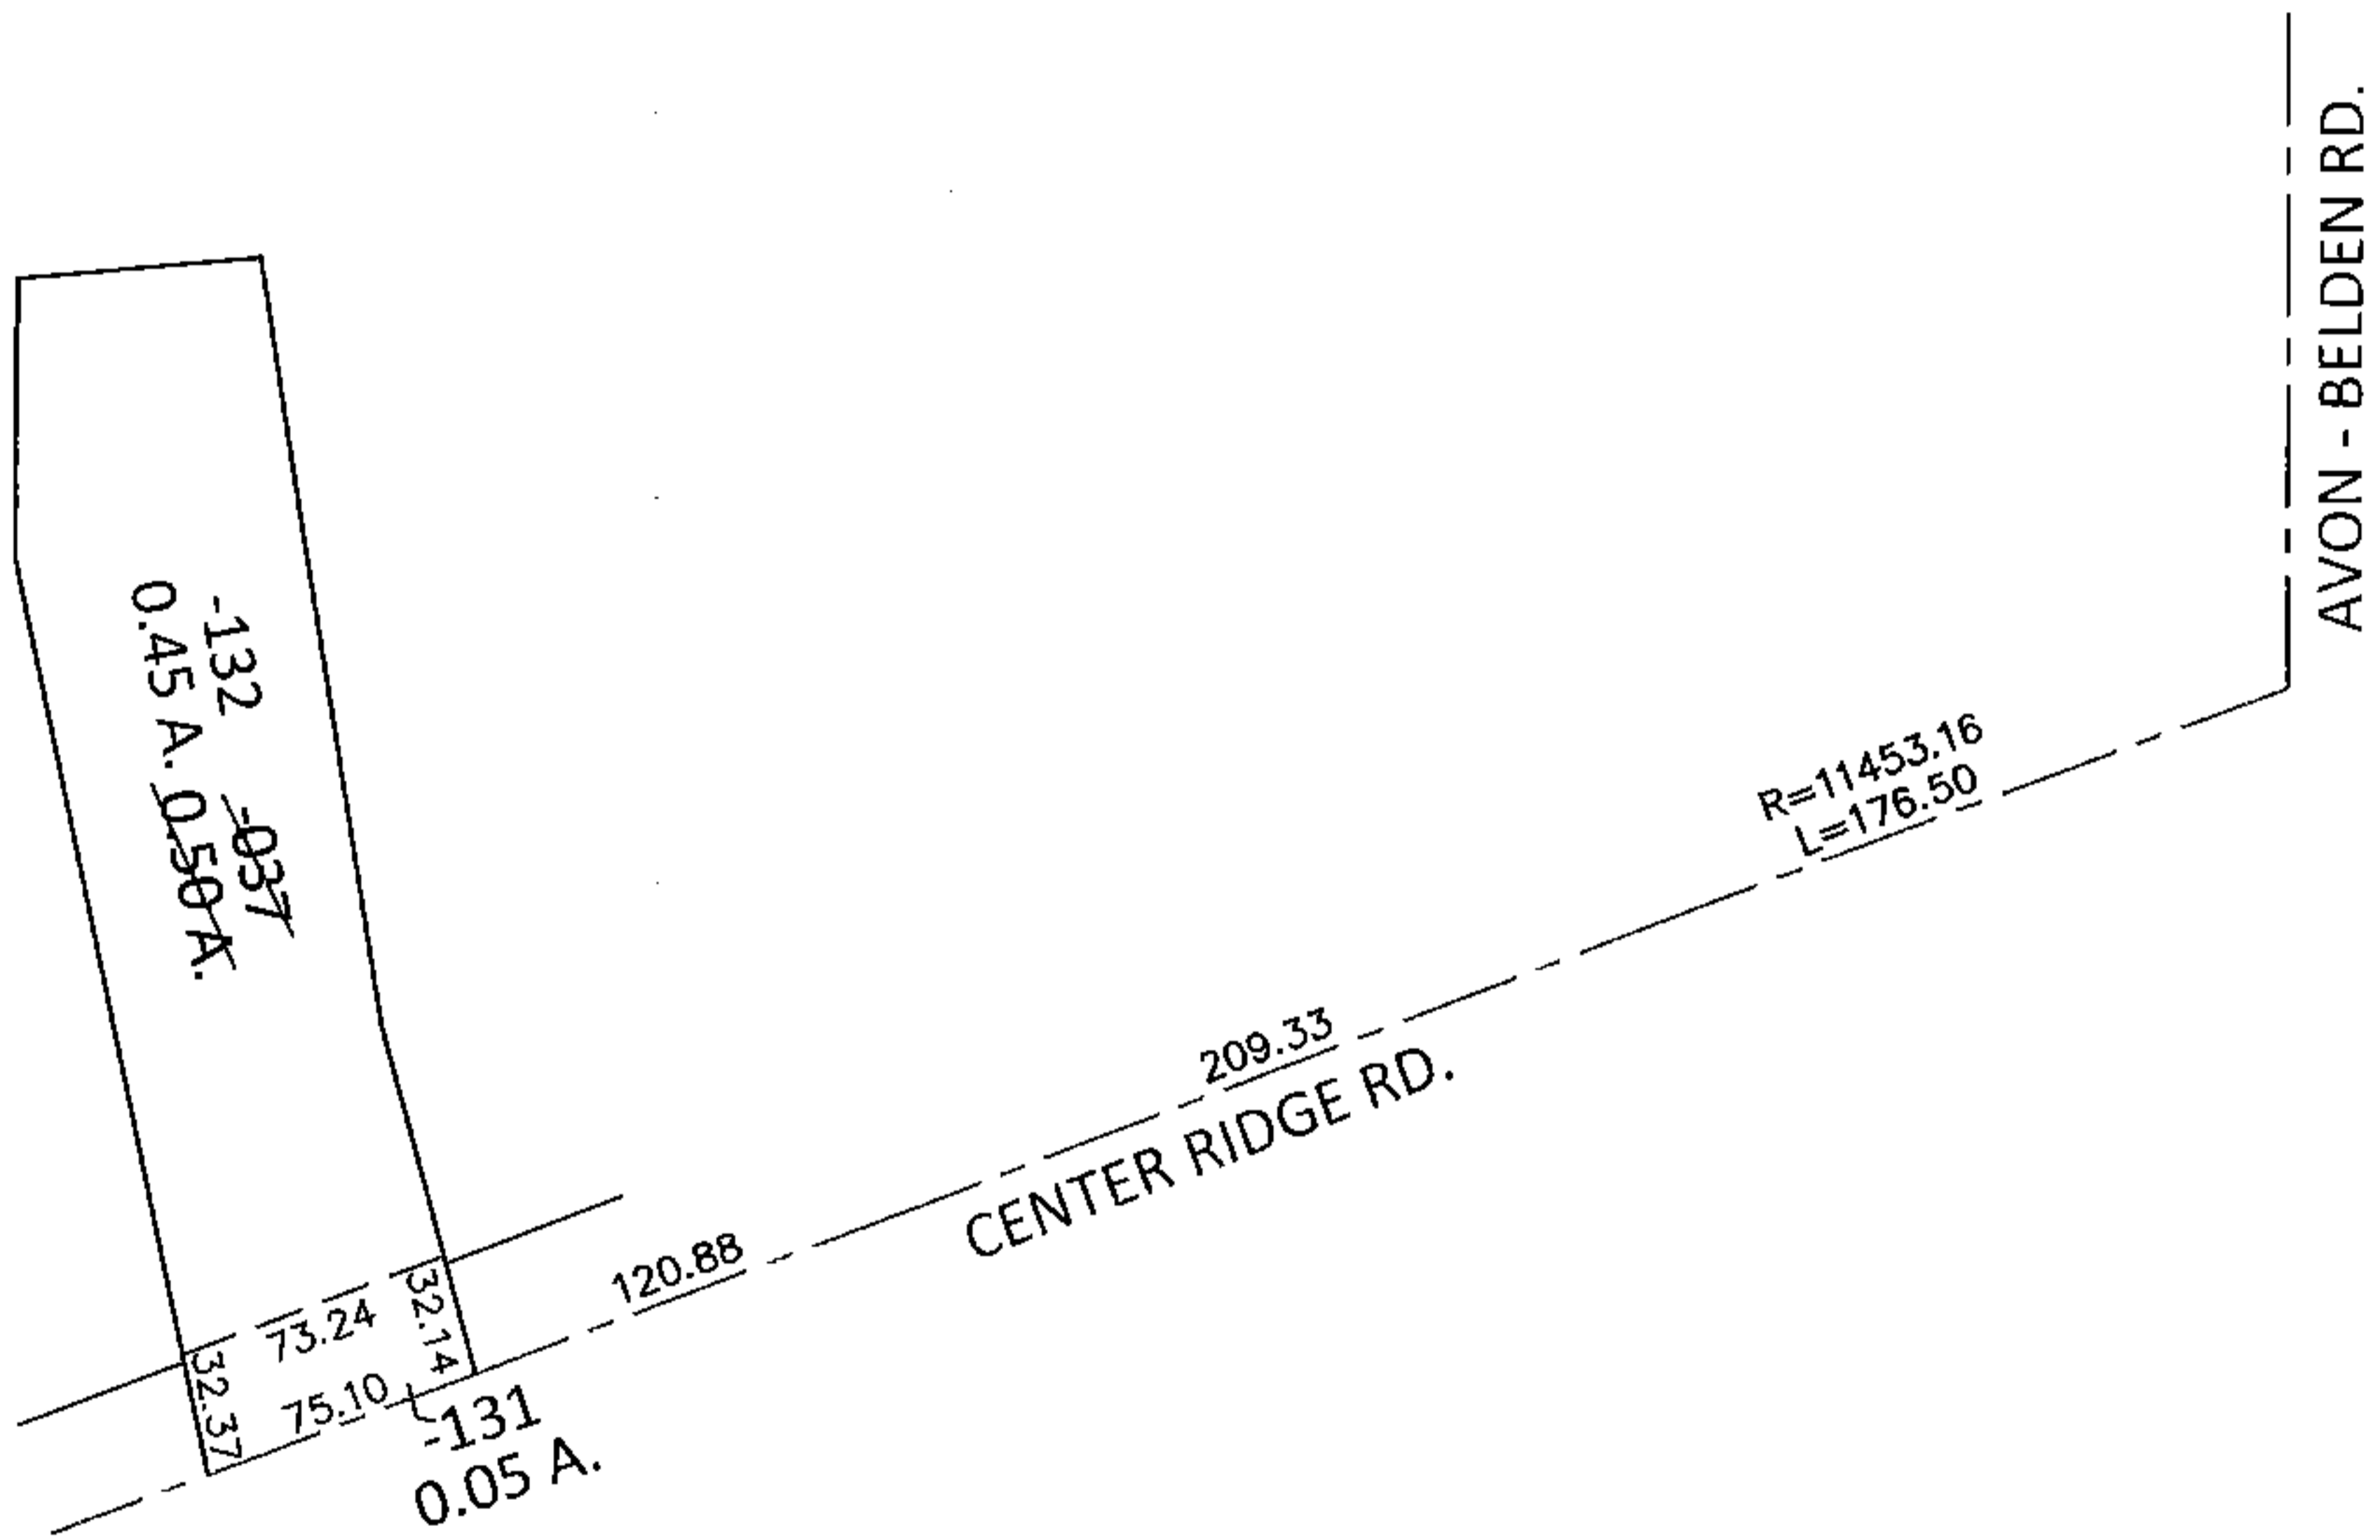 AVON - BELDEN RD.
-132 -037
0.45 A. 0.50 A.
R=11453.16
L=176.50
209.33
CENTER RIDGE RD.
120.88
73.24
32.14
32.37
75.10
-131
0.05 A.